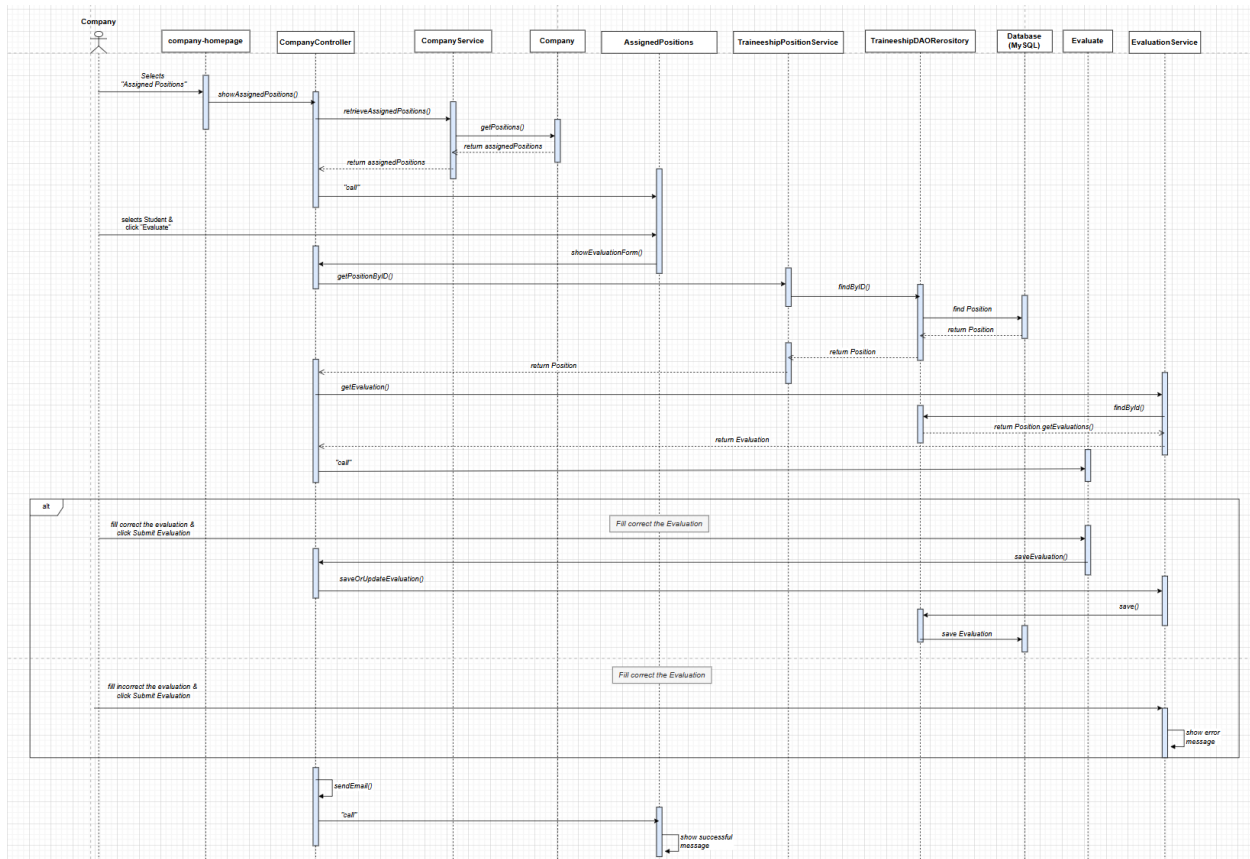 Company
company-homepage
CompanyController
CompanyService
Company
AssignedPositions
TraineeshipPositionService
TraineeshipDAORerository
Database
(MySQL)
Evaluate
EvaluationService
Selects
"Assigned Positions"
showAssignedPositions()
retrieveAssignedPositions()
getPositions()
return assignedPositions
return assignedPositions
"call"
selects Student &
click "Evaluate"
showEvaluationForm()
getPositionByID()
findByID()
find Position
return Position
return Position
return Position
getEvaluation()
findById()
return Position.getEvaluations()
return Evaluation
"call"
alt
fill correct the evaluation &
click Submit Evaluation
Fill correct the Evaluation
saveEvaluation()
saveOrUpdateEvaluation()
save()
save Evaluation
Fill correct the Evaluation
fill incorrect the evaluation &
click Submit Evaluation
show error
message
sendEmail()
"call"
show successful
message